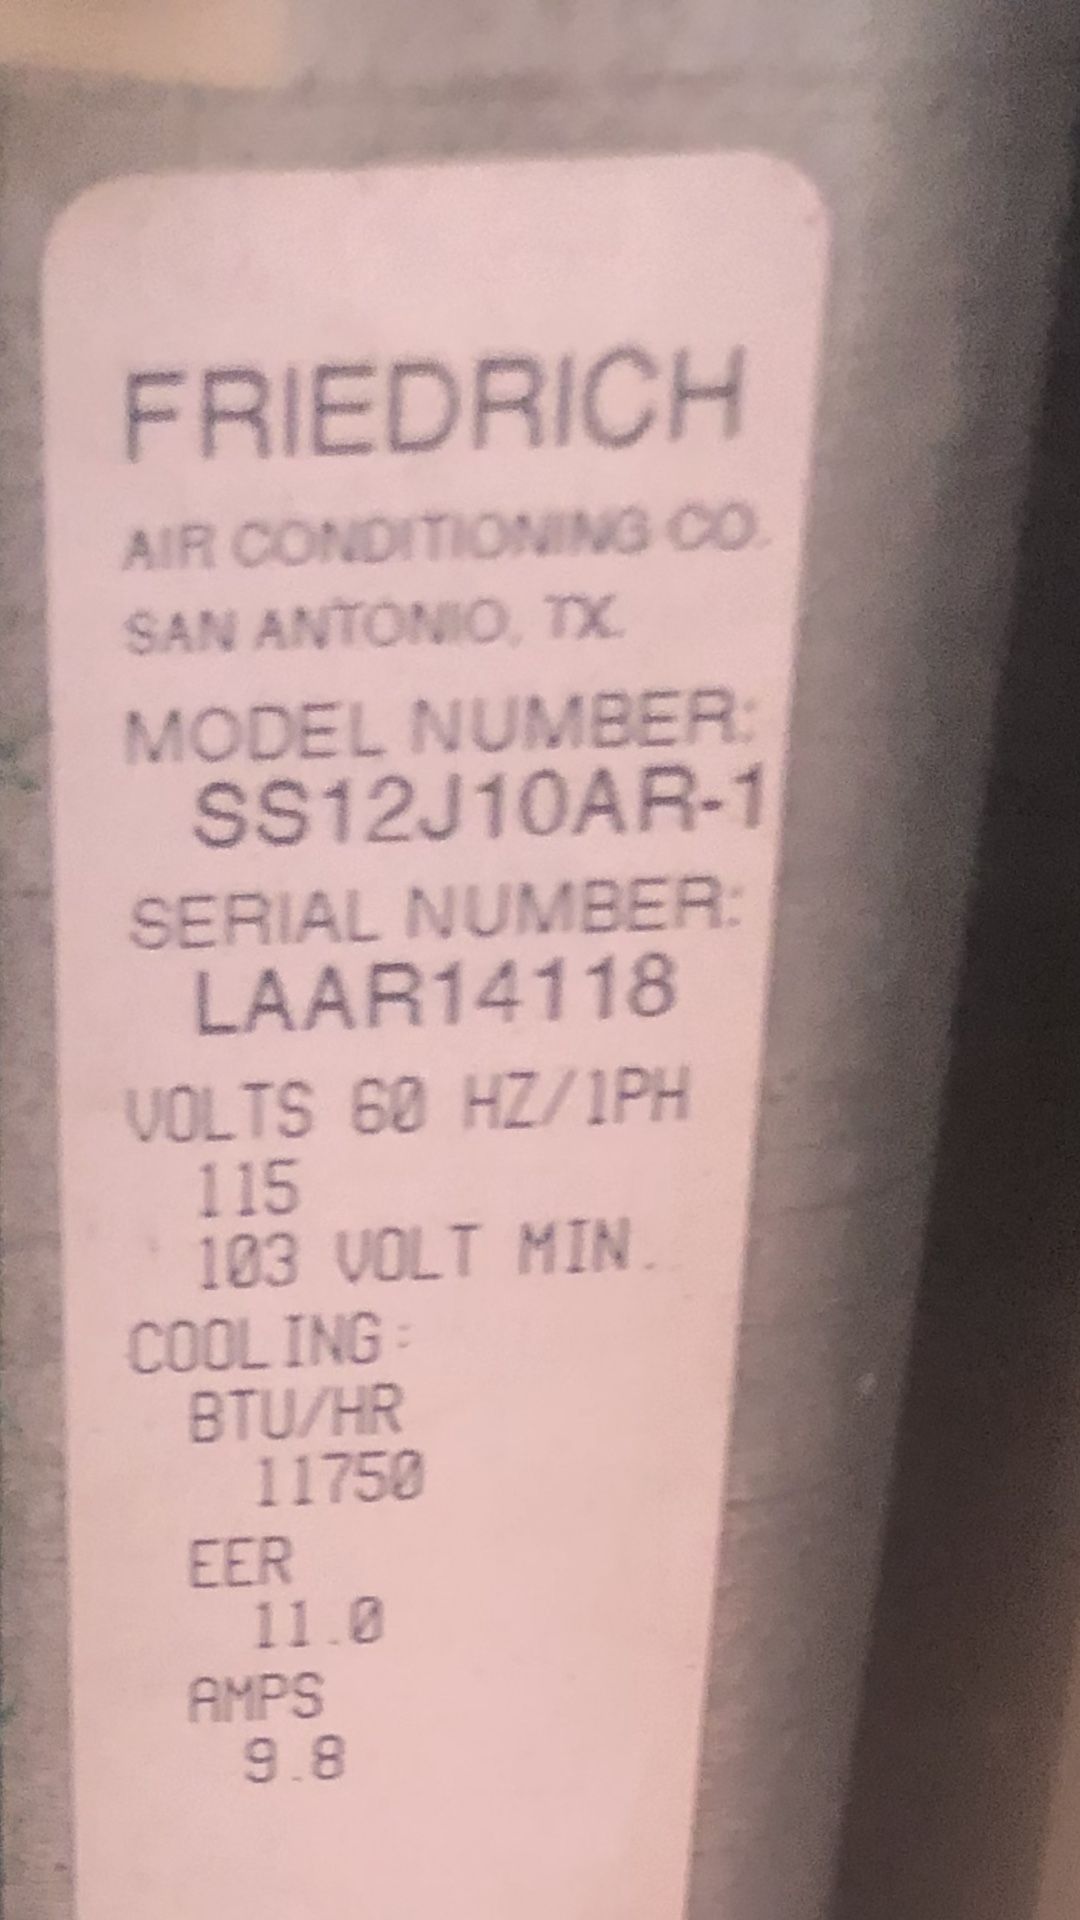 FRIEDRICH
AIR CONDITIONING CO.
SAN ANTONIO, TX.
MODEL NUMBER:
SS12J10AR-1
SERIAL NUMBER:
LAAR14118
VOLTS 60 HZ/1PH
115
103 VOLT MIN.
COOLING:
BTU/HR
11750
EER
11.0
AMPS
9.8